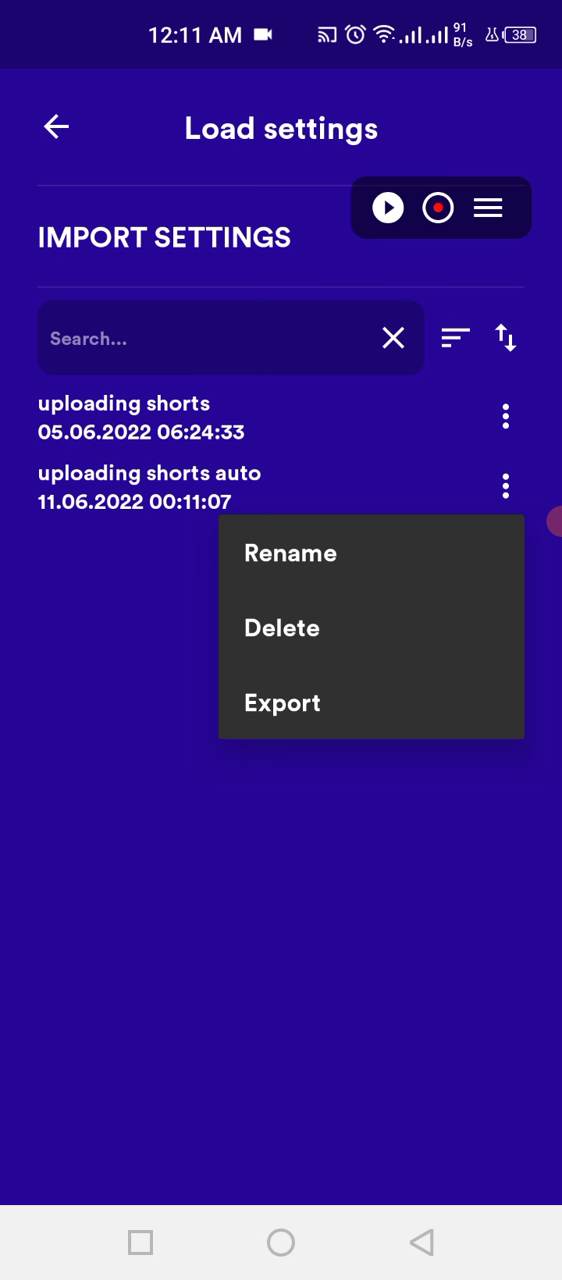 12:11 AM
91
B/s
38
Load settings
IMPORT SETTINGS
Search...
uploading shorts
05.06.2022 06:24:33
uploading shorts auto
11.06.2022 00:11:07
Rename
Delete
Export